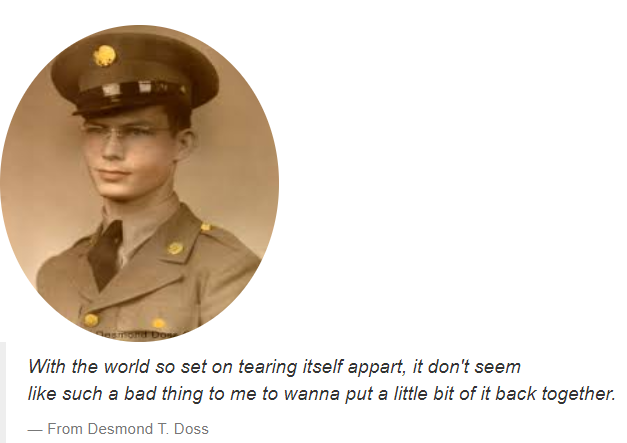 Desmond Doss
With the world so set on tearing itself appart, it don't seem
like such a bad thing to me to wanna put a little bit of it back together.
— From Desmond T. Doss